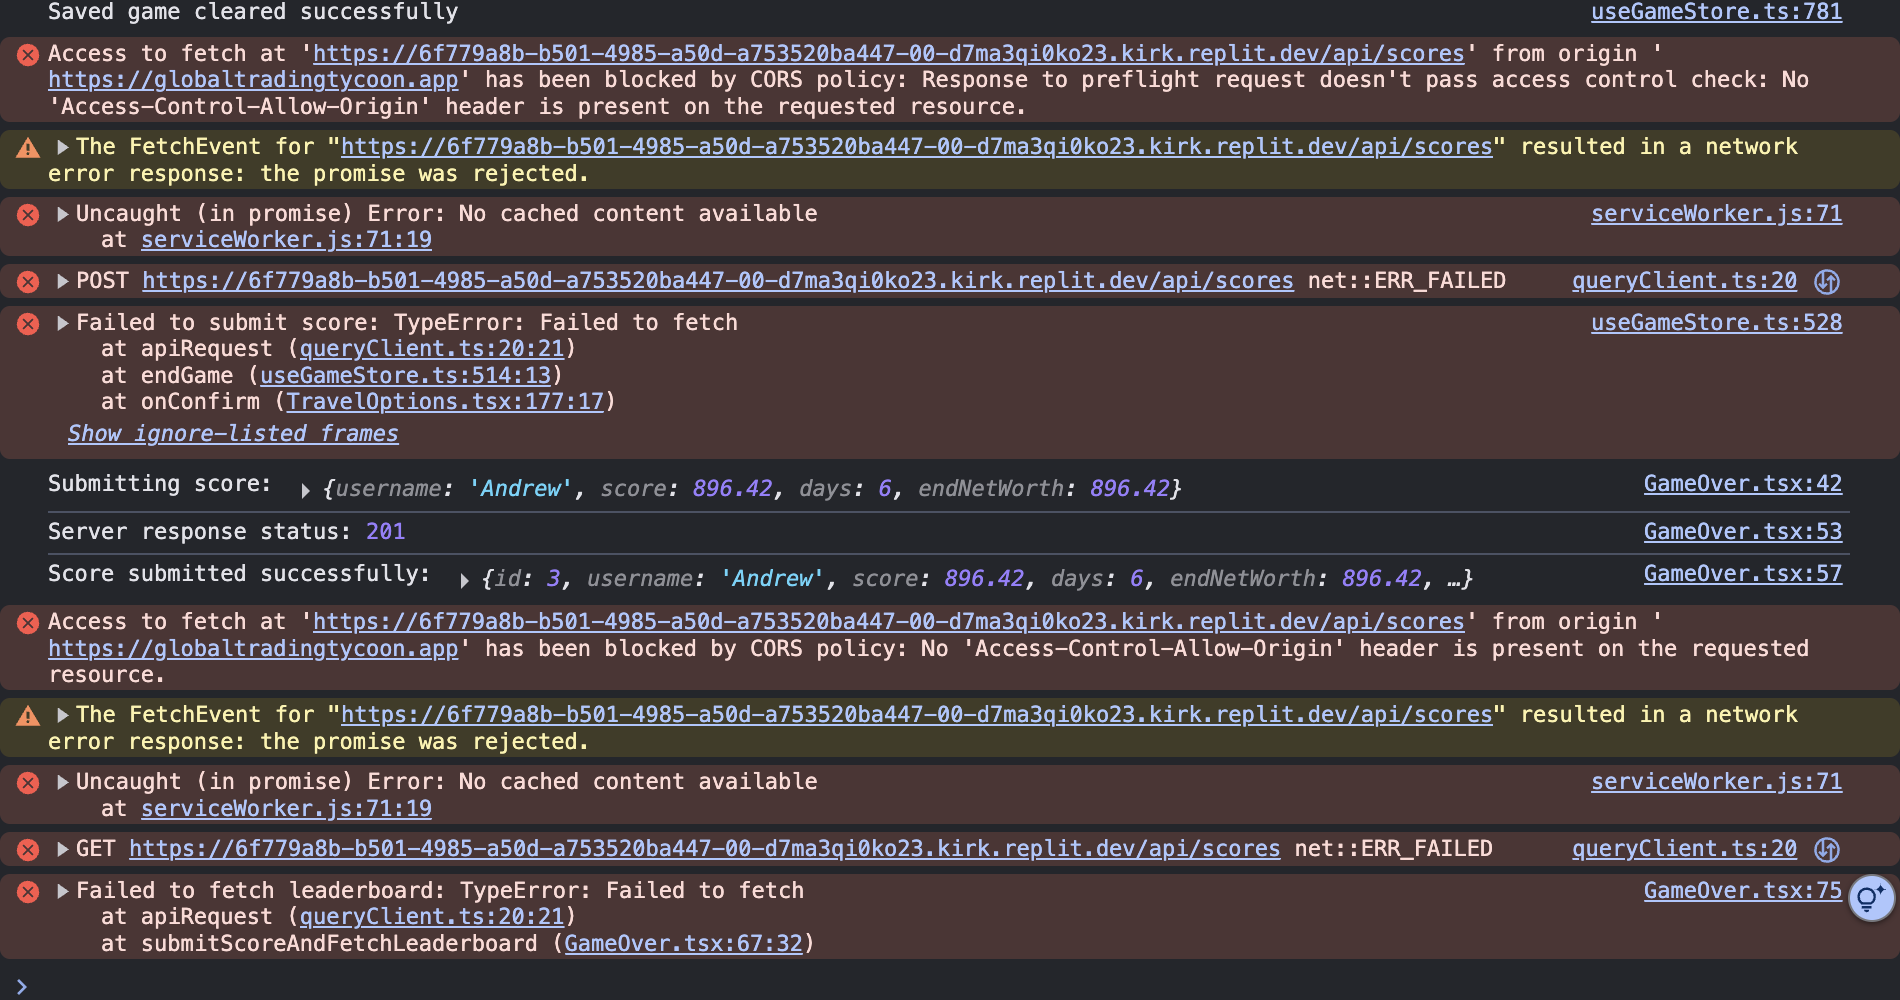 Saved game cleared successfully useGameStore.ts:781
Access to fetch at 'https://6f779a8b-b501-4985-a50d-a753520ba447-00-d7ma3qi0ko23.kirk.replit.dev/api/scores' from origin '
https://globaltradingtycoon.app' has been blocked by CORS policy: Response to preflight request doesn't pass access control check: No
'Access-Control-Allow-Origin' header is present on the requested resource.
The FetchEvent for "https://6f779a8b-b501-4985-a50d-a753520ba447-00-d7ma3qi0ko23.kirk.replit.dev/api/scores" resulted in a network
error response: the promise was rejected.
Uncaught (in promise) Error: No cached content available serviceWorker.js:71
at serviceWorker.js:71:19
POST https://6f779a8b-b501-4985-a50d-a753520ba447-00-d7ma3qi0ko23.kirk.replit.dev/api/scores net::ERR_FAILED queryClient.ts:20
Failed to submit score: TypeError: Failed to fetch useGameStore.ts:528
at apiRequest (queryClient.ts:20:21)
at endGame (useGameStore.ts:514:13)
at onConfirm (TravelOptions.tsx:177:17)
Show ignore-listed frames
Submitting score: {username: 'Andrew', score: 896.42, days: 6, endNetWorth: 896.42} GameOver.tsx:42
Server response status: 201 GameOver.tsx:53
Score submitted successfully: {id: 3, username: 'Andrew', score: 896.42, days: 6, endNetWorth: 896.42, …} GameOver.tsx:57
Access to fetch at 'https://6f779a8b-b501-4985-a50d-a753520ba447-00-d7ma3qi0ko23.kirk.replit.dev/api/scores' from origin '
https://globaltradingtycoon.app' has been blocked by CORS policy: No 'Access-Control-Allow-Origin' header is present on the requested
resource.
The FetchEvent for "https://6f779a8b-b501-4985-a50d-a753520ba447-00-d7ma3qi0ko23.kirk.replit.dev/api/scores" resulted in a network
error response: the promise was rejected.
Uncaught (in promise) Error: No cached content available serviceWorker.js:71
at serviceWorker.js:71:19
GET https://6f779a8b-b501-4985-a50d-a753520ba447-00-d7ma3qi0ko23.kirk.replit.dev/api/scores net::ERR_FAILED queryClient.ts:20
Failed to fetch leaderboard: TypeError: Failed to fetch GameOver.tsx:75
at apiRequest (queryClient.ts:20:21)
at submitScoreAndFetchLeaderboard (GameOver.tsx:67:32)